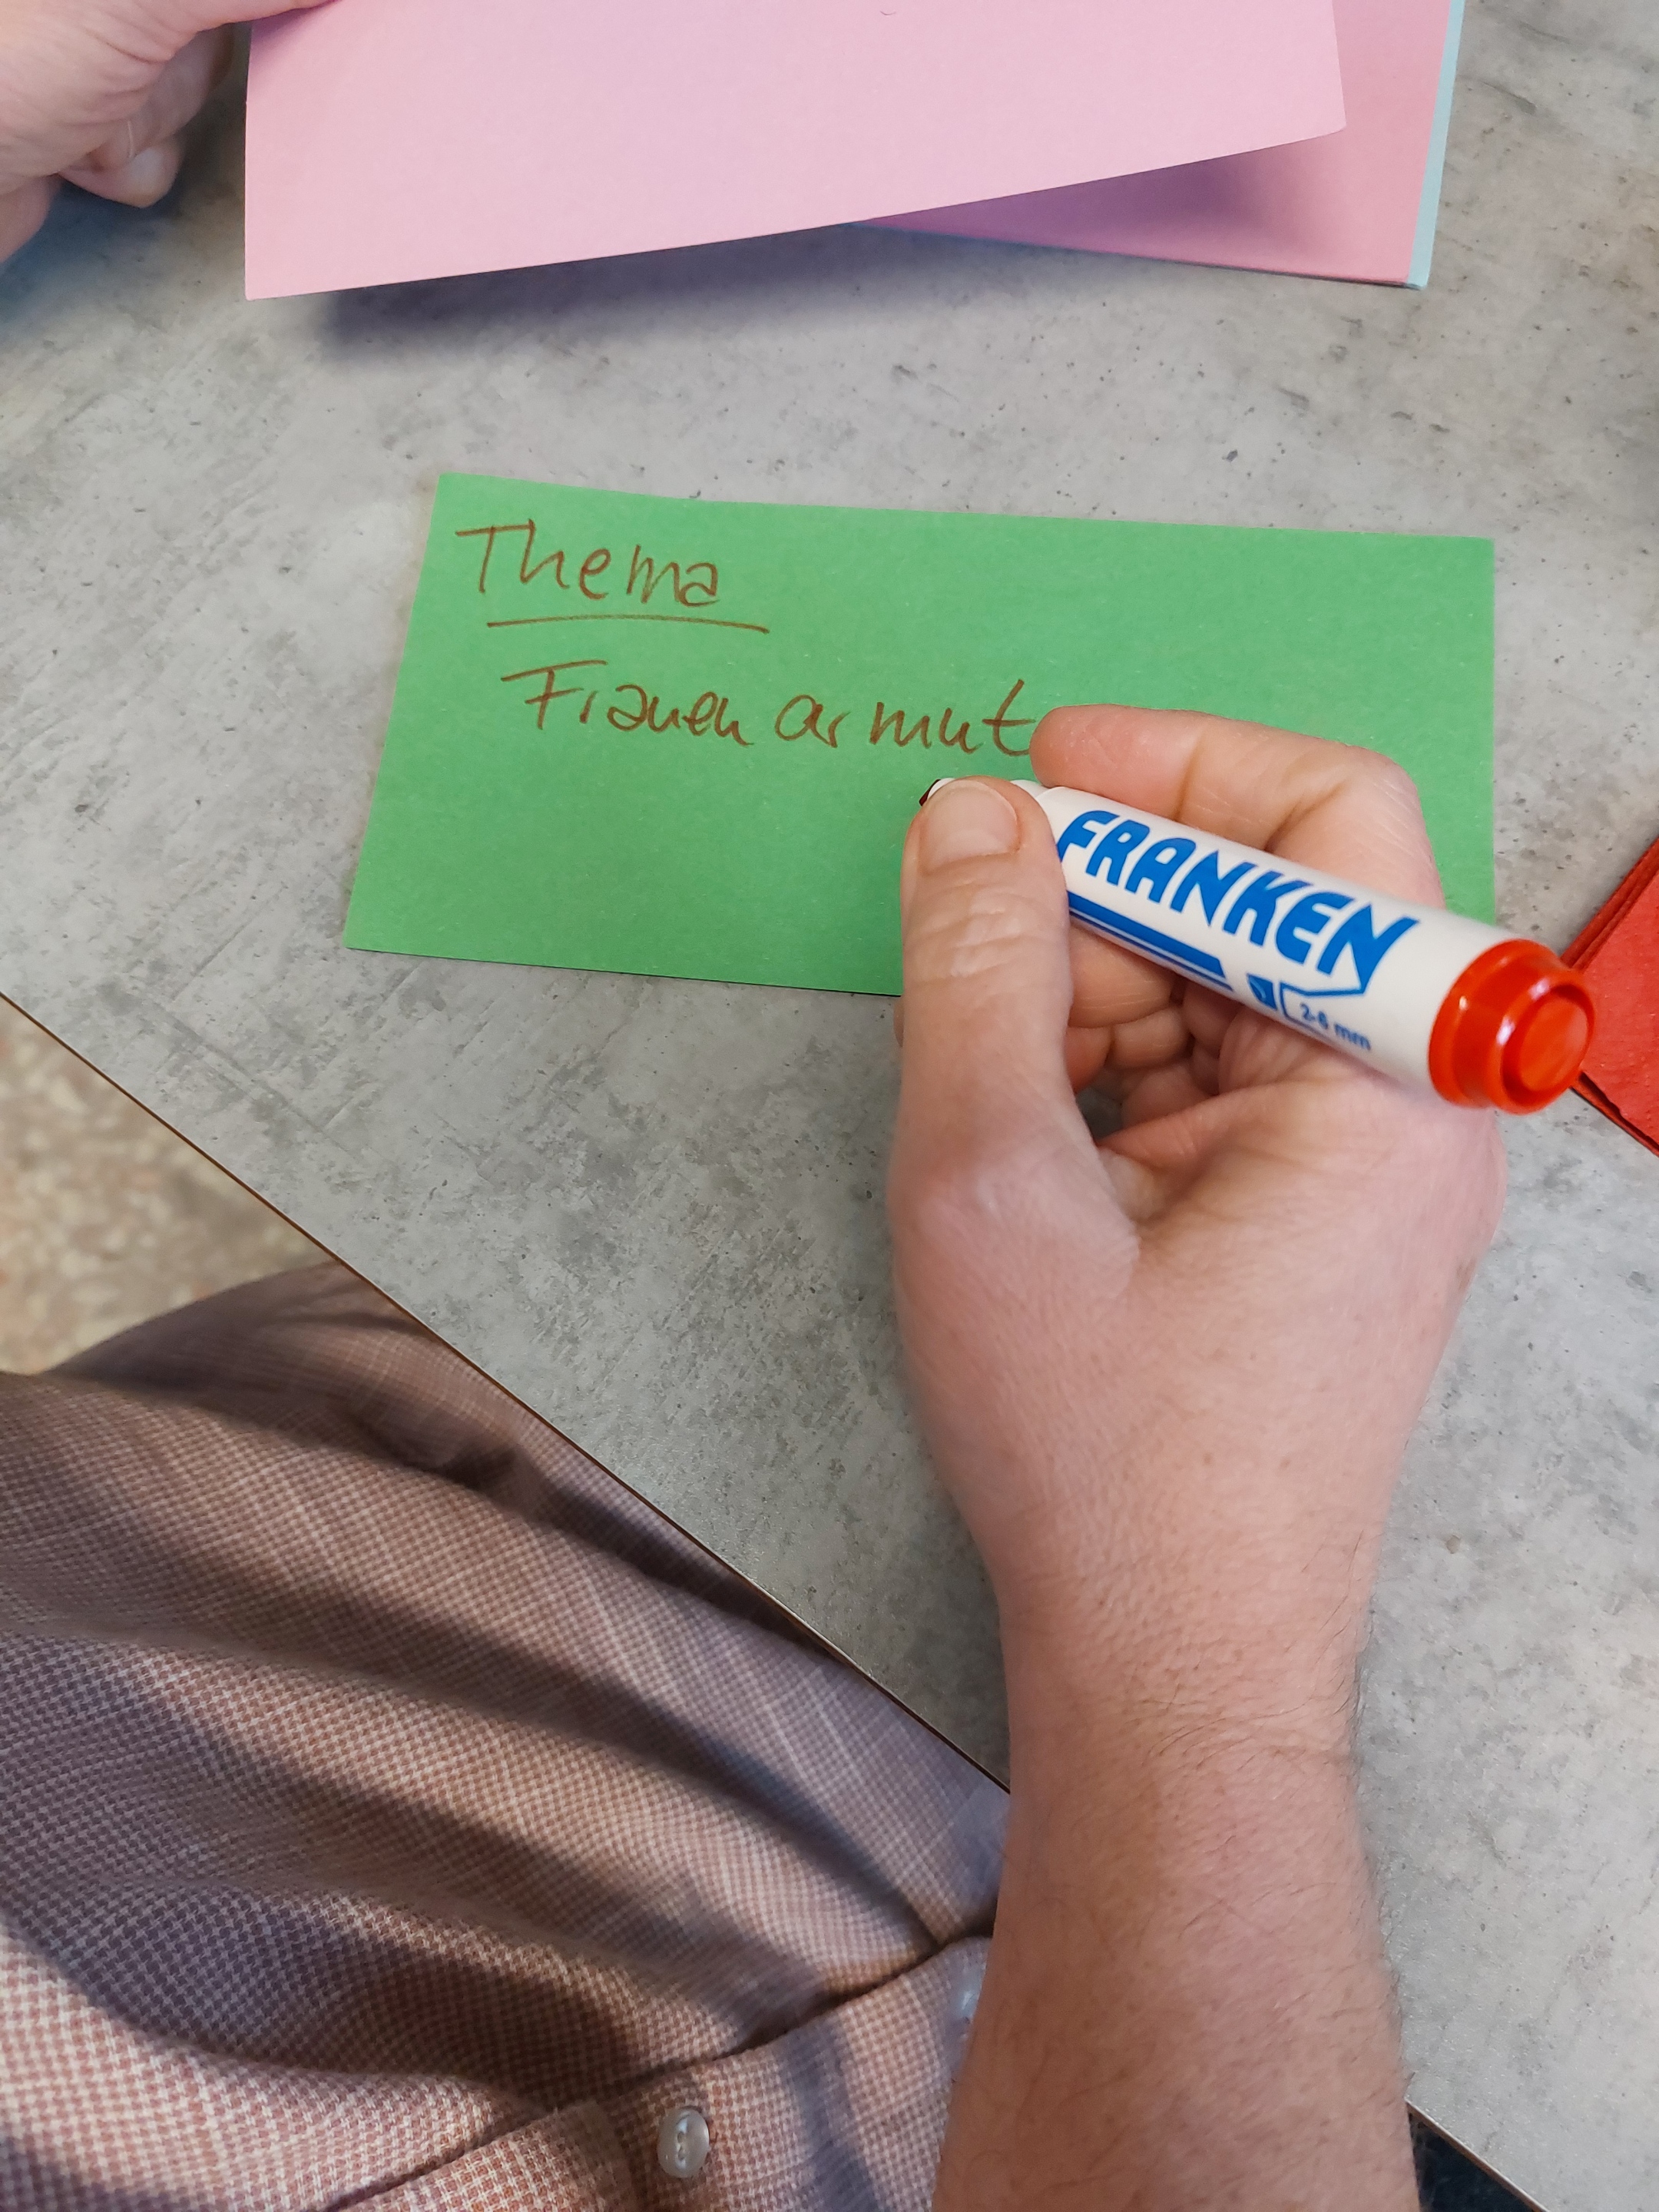 Thema
Frauenarmut
FRANKEN
2-6 mm